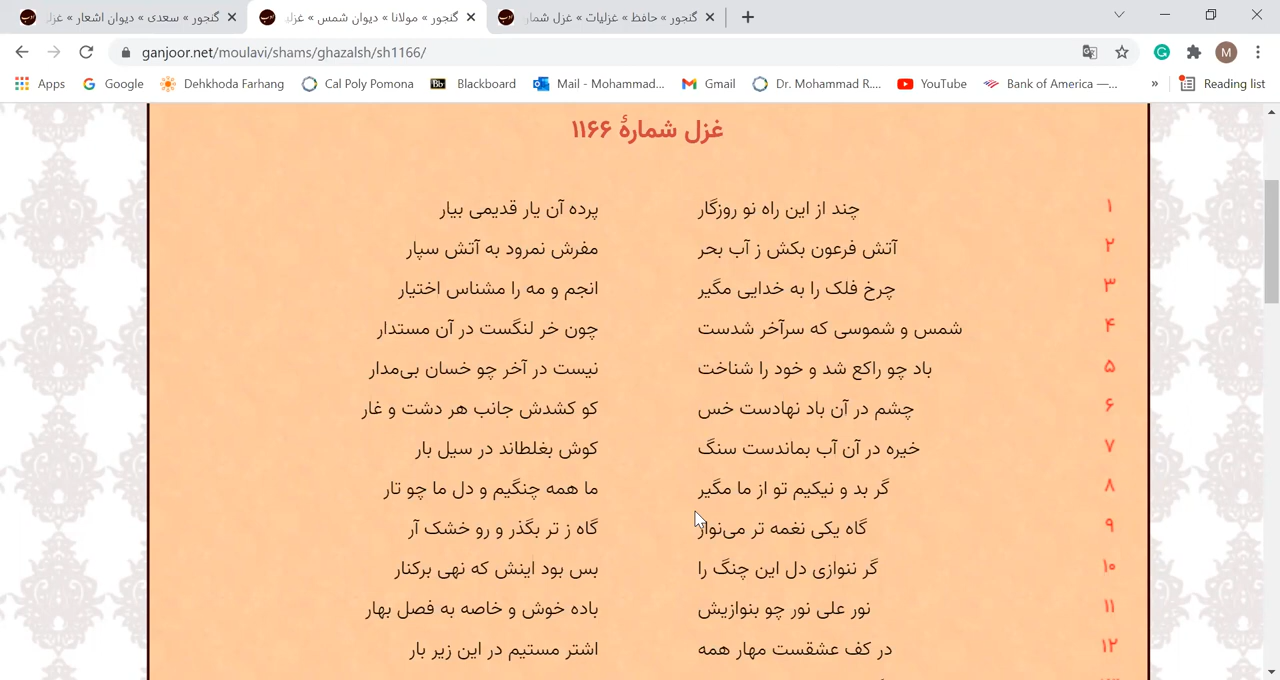 گنجور » سعدی » دیوان اشعار » غزل
گنجور » مولانا » دیوان شمس » غزلی
گنجور » حافظ » غزلیات » غزل شمار
ganjoor.net/moulavi/shams/ghazalsh/sh1166/
M
Apps Google Dehkhoda Farhang Cal Poly Pomona Bb Blackboard Mail - Mohammad... Gmail Dr. Mohammad R.... YouTube Bank of America —... » Reading list
غزل شمارهٔ ۱۱۶۶
۱ چند از این راه نو روزگار پرده آن یار قدیمی بیار
۲ آتش فرعون بکش ز آب بحر مفرش نمرود به آتش سپار
۳ چرخ فلک را به خدایی مگیر انجم و مه را مشناس اختیار
۴ شمس و شموسی که سرآخر شدست چون خر لنگست در آن مستدار
۵ باد چو راکع شد و خود را شناخت نیست در آخر چو خسان بی‌مدار
۶ چشم در آن باد نهادست خس کو کشدش جانب هر دشت و غار
۷ خیره در آن آب بماندست سنگ کوش بغلطاند در سیل بار
۸ گر بد و نیکیم تو از ما مگیر ما همه چنگیم و دل ما چو تار
۹ گاه یکی نغمه تر می‌نواز گاه ز تر بگذر و رو خشک آر
۱۰ گر ننوازی دل این چنگ را بس بود اینش که نهی برکنار
۱۱ نور علی نور چو بنوازیش باده خوش و خاصه به فصل بهار
۱۲ در کف عشقست مهار همه اشتر مستیم در این زیر بار